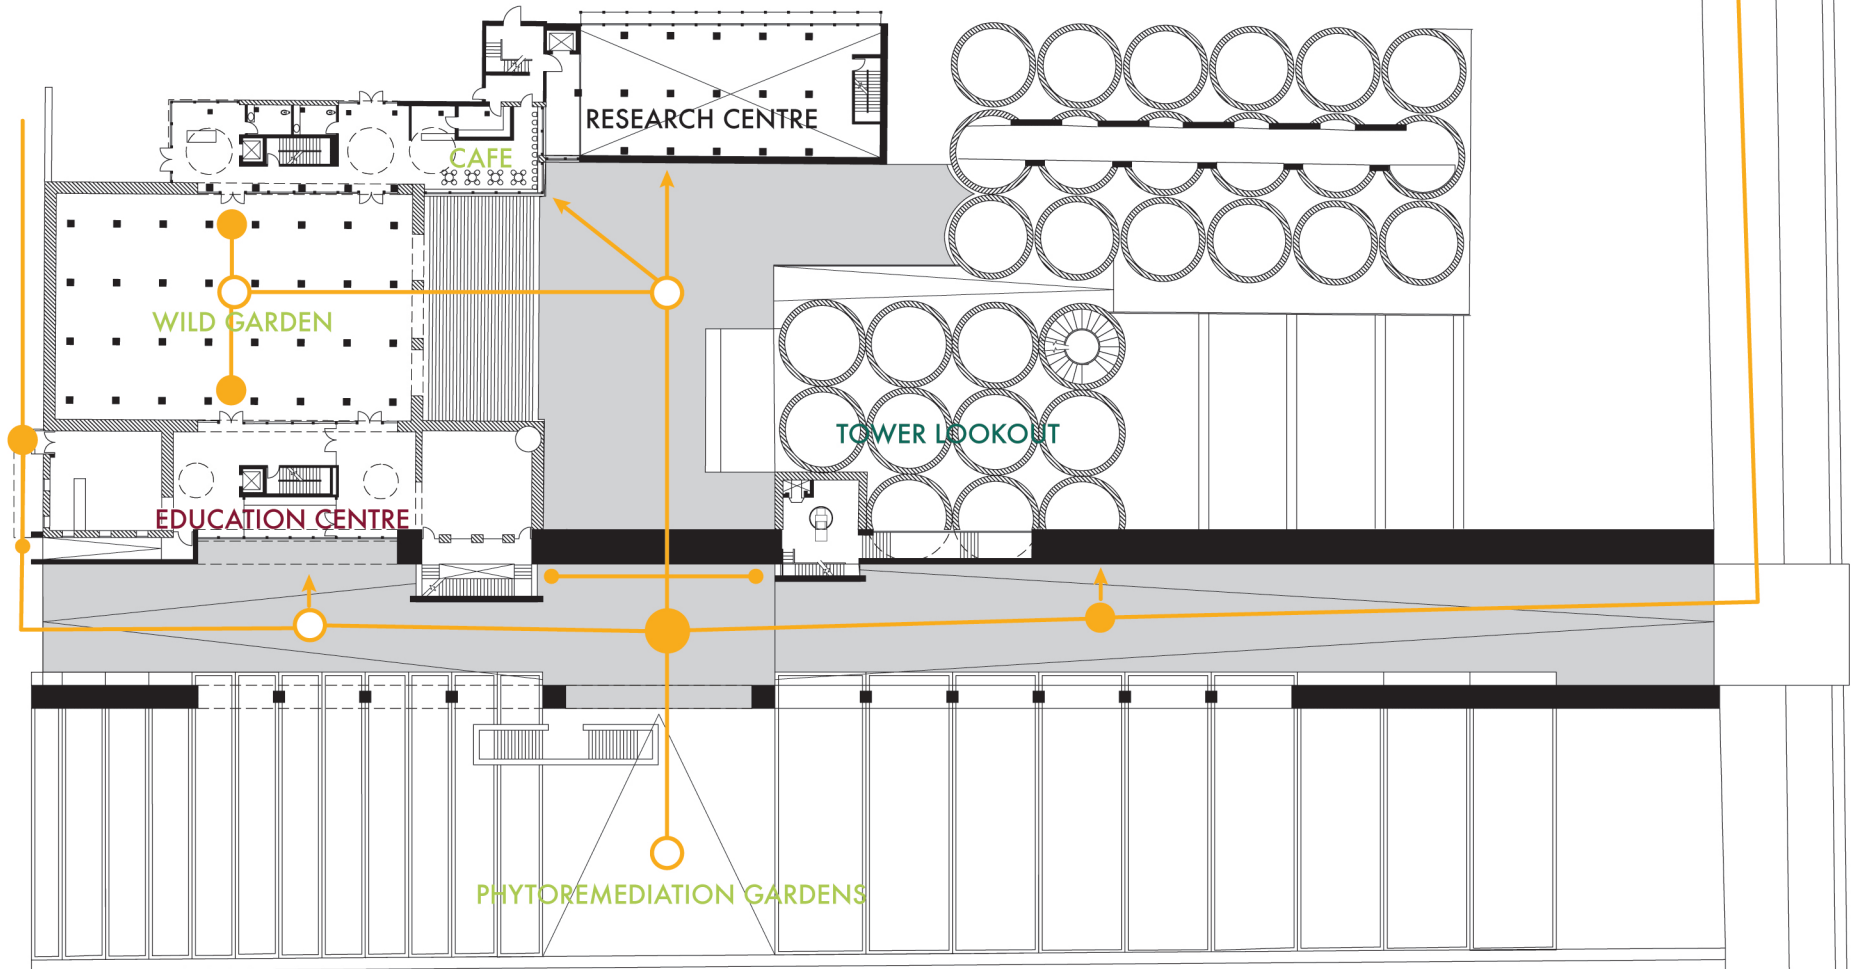 RESEARCH CENTRE
CAFE
WILD GARDEN
TOWER LOOKOUT
EDUCATION CENTRE
PHYTOREMEDIATION GARDENS